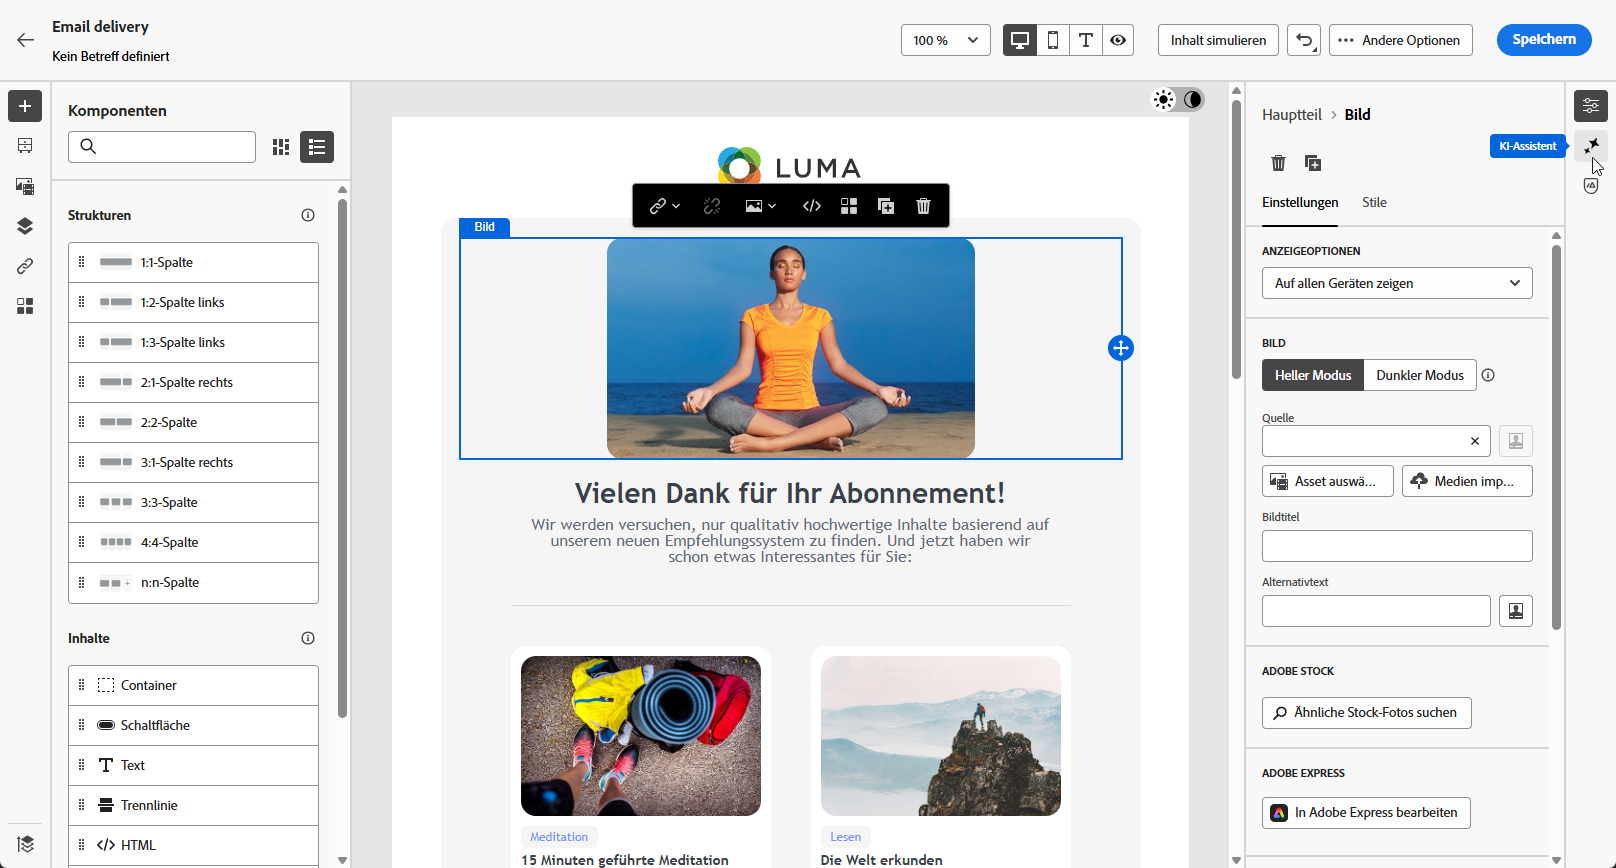 Email delivery
Kein Betreff definiert
100 %
Inhalt simulieren
Andere Optionen
Speichern
Komponenten
Strukturen
1:1-Spalte
1:2-Spalte links
1:3-Spalte links
2:1-Spalte rechts
2:2-Spalte
3:1-Spalte rechts
3:3-Spalte
4:4-Spalte
n:n-Spalte
Inhalte
Container
Schaltfläche
Text
Trennlinie
HTML
LUMA
Bild
Vielen Dank für Ihr Abonnement!
Wir werden versuchen, nur qualitativ hochwertige Inhalte basierend auf
unserem neuen Empfehlungssystem zu finden. Und jetzt haben wir
schon etwas Interessantes für Sie:
Meditation
15 Minuten geführte Meditation
Lesen
Die Welt erkunden
Hauptteil > Bild
KI-Assistent
Einstellungen
Stile
ANZEIGEOPTIONEN
Auf allen Geräten zeigen
BILD
Heller Modus
Dunkler Modus
Quelle
Asset auswä...
Medien imp...
Bildtitel
Alternativtext
ADOBE STOCK
Ähnliche Stock-Fotos suchen
ADOBE EXPRESS
In Adobe Express bearbeiten